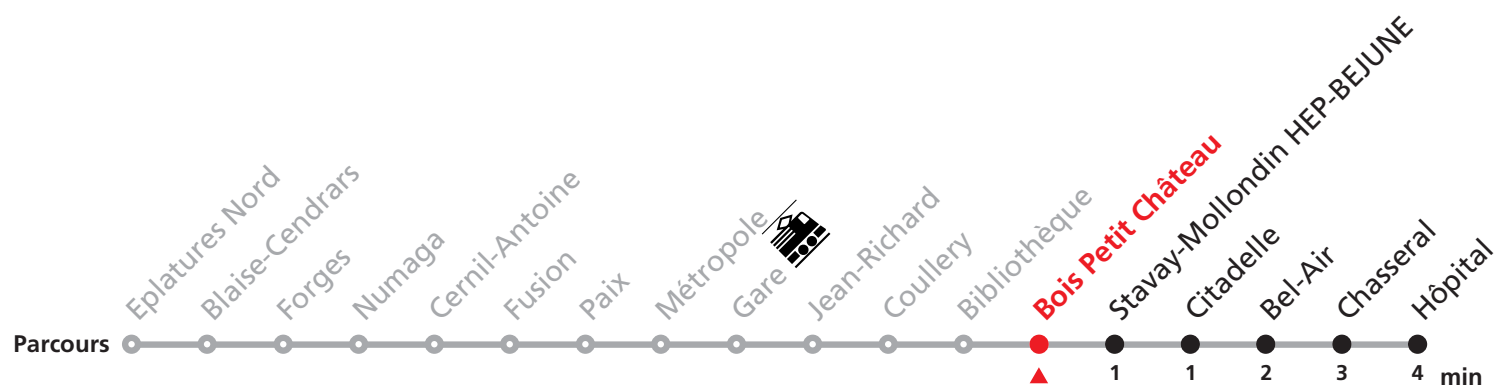 Eplatures Nord
Blaise-Cendrars
Forges
Numaga
Cernil-Antoine
Fusion
Paix
Métropole
Gare
Jean-Richard
Coullery
Bibliothèque
Bois Petit Château
Stavay-Mollondin HEP-BEJUNE
Citadelle
Bel-Air
Chasseral
Hôpital
Parcours
1 1 2 3 4 min